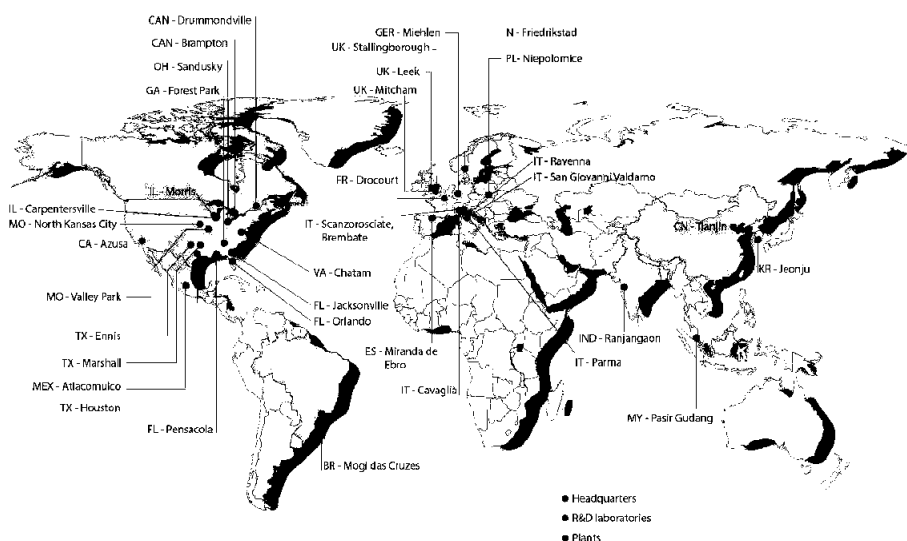 CAN - Drummondville
CAN - Brampton
OH - Sandusky
GA - Forest Park
GER - Miehlen
UK - Stallingborough
UK - Leek
UK - Mitcham
N - Friedrikstad
PL- Niepolomice
IL - Morris
IL - Carpentersville
MO - North Kansas City
CA - Azusa
MO - Valley Park
TX - Ennis
TX - Marshall
MEX - Atlacomulco
TX - Houston
FL - Pensacola
VA - Chatam
FL - Jacksonville
FL - Orlando
BR - Mogi das Cruzes
FR - Drocourt
IT - Scanzorosciate,
Brembate
IT - Ravenna
IT - San Giovanni Valdarno
ES - Miranda de
Ebro
IT - Cavaglià
IT - Parma
CN - Tianjin
KR - Jeonju
IND - Ranjangaon
MY - Pasir Gudang
Headquarters
R&D laboratories
Plants